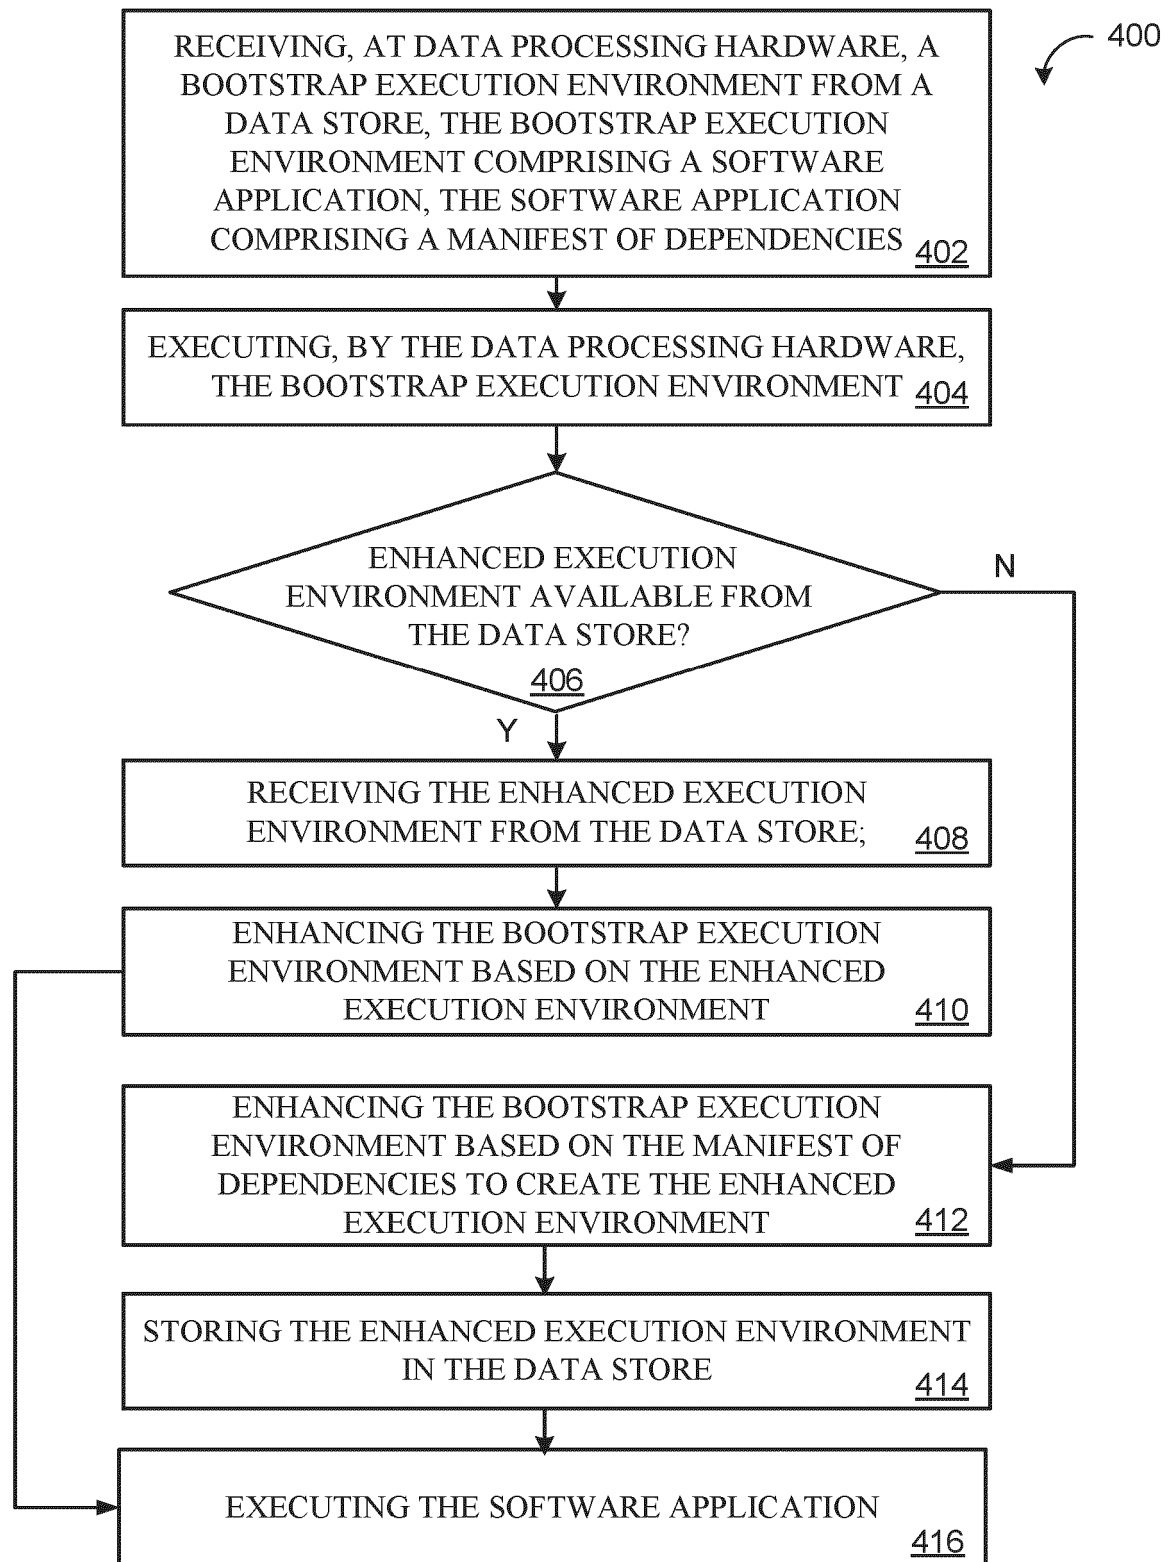 400
RECEIVING, AT DATA PROCESSING HARDWARE, A
BOOTSTRAP EXECUTION ENVIRONMENT FROM A
DATA STORE, THE BOOTSTRAP EXECUTION
ENVIRONMENT COMPRISING A SOFTWARE
APPLICATION, THE SOFTWARE APPLICATION
COMPRISING A MANIFEST OF DEPENDENCIES
402
EXECUTING, BY THE DATA PROCESSING HARDWARE,
THE BOOTSTRAP EXECUTION ENVIRONMENT
404
ENHANCED EXECUTION
ENVIRONMENT AVAILABLE FROM
THE DATA STORE?
406
N
Y
RECEIVING THE ENHANCED EXECUTION
ENVIRONMENT FROM THE DATA STORE;
408
ENHANCING THE BOOTSTRAP EXECUTION
ENVIRONMENT BASED ON THE ENHANCED
EXECUTION ENVIRONMENT
410
ENHANCING THE BOOTSTRAP EXECUTION
ENVIRONMENT BASED ON THE MANIFEST OF
DEPENDENCIES TO CREATE THE ENHANCED
EXECUTION ENVIRONMENT
412
STORING THE ENHANCED EXECUTION ENVIRONMENT
IN THE DATA STORE
414
EXECUTING THE SOFTWARE APPLICATION
416